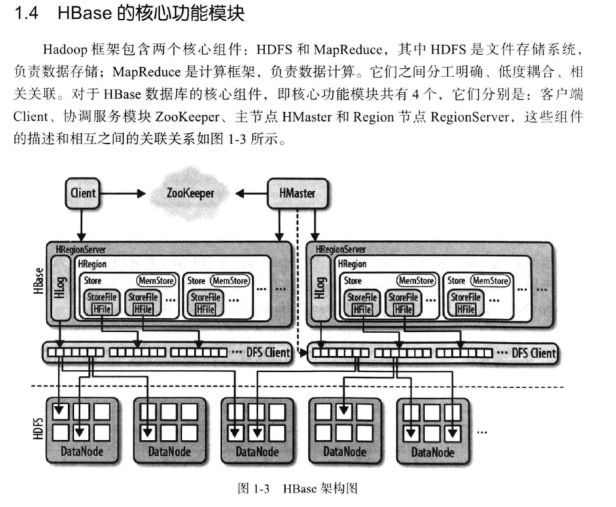 1.4 HBase 的核心功能模块
Hadoop 框架包含两个核心组件：HDFS 和 MapReduce，其中 HDFS 是文件存储系统，
负责数据存储；MapReduce 是计算框架，负责数据计算。它们之间分工明确、低度耦合、相
关关联。对于 HBase 数据库的核心组件，即核心功能模块共有 4 个，它们分别是：客户端
Client、协调服务模块 ZooKeeper、主节点 HMaster 和 Region 节点 RegionServer，这些组件
的描述和相互之间的关联关系如图 1-3 所示。
Client
ZooKeeper
HMaster
HBase
HRegionServer
HLog
HRegion
Store
MemStore
StoreFile
HFile
StoreFile
HFile
...
Store
MemStore
StoreFile
HFile
...
...
...
HRegionServer
HLog
HRegion
Store
MemStore
StoreFile
HFile
StoreFile
HFile
...
Store
MemStore
StoreFile
HFile
...
...
...
... DFS Client
... DFS Client
HDFS
DataNode
DataNode
DataNode
DataNode
DataNode
...
图 1-3 HBase 架构图